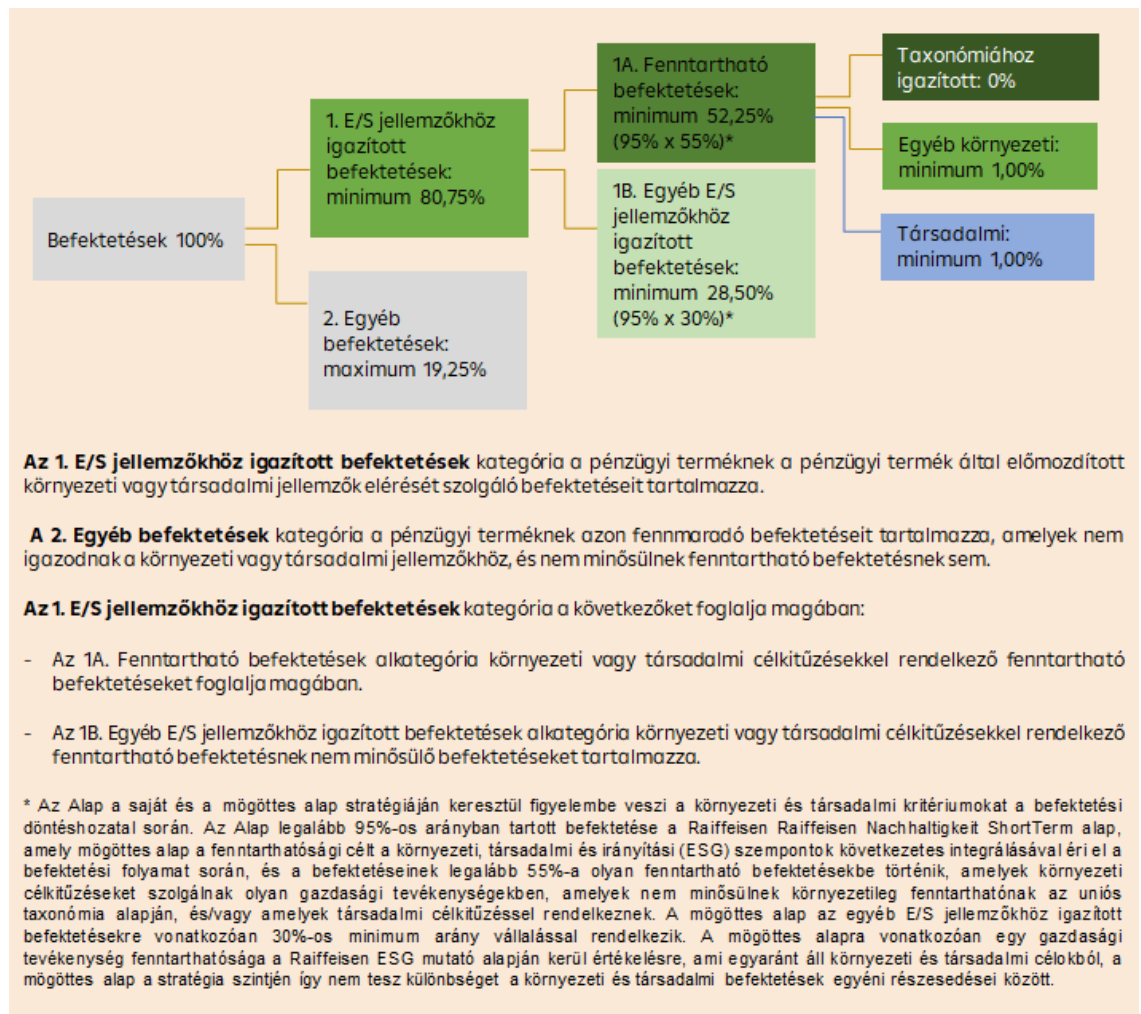 Befektetések 100%
1. E/S jellemzőkhöz
igazított
befektetések:
minimum 80,75%
2. Egyéb
befektetések:
maximum 19,25%
1A. Fenntartható
befektetések:
minimum 52,25%
(95% x 55%)*
1B. Egyéb E/S
jellemzőkhöz
igazított
befektetések:
minimum 28,50%
(95% x 30%)*
Taxonómiához
igazított: 0%
Egyéb környezeti:
minimum 1,00%
Társadalmi:
minimum 1,00%
Az 1. E/S jellemzőkhöz igazított befektetések kategória a pénzügyi terméknek a pénzügyi termék által előmozdított
környezeti vagy társadalmi jellemzők elérését szolgáló befektetéseit tartalmazza.
A 2. Egyéb befektetések kategória a pénzügyi terméknek azon fennmaradó befektetéseit tartalmazza, amelyek nem
igazodnak a környezeti vagy társadalmi jellemzőkhöz, és nem minősülnek fenntartható befektetésnek sem.
Az 1. E/S jellemzőkhöz igazított befektetések kategória a következőket foglalja magában:
- Az 1A. Fenntartható befektetések alkategória környezeti vagy társadalmi célkitűzésekkel rendelkező fenntartható
befektetéseket foglalja magában.
- Az 1B. Egyéb E/S jellemzőkhöz igazított befektetések alkategória környezeti vagy társadalmi célkitűzésekkel rendelkező
fenntartható befektetésnek nem minősülő befektetéseket tartalmazza.
* Az Alap a saját és a mögöttes alap stratégiáján keresztül figyelembe veszi a környezeti és társadalmi kritériumokat a befektetési
döntéshozatal során. Az Alap legalább 95%-os arányban tartott befektetése a Raiffeisen Raiffeisen Nachhaltigkeit ShortTerm alap,
amely mögöttes alap a fenntarthatósági célt a környezeti, társadalmi és irányítási (ESG) szempontok következetes integrálásával éri el a
befektetési folyamat során, és a befektetéseinek legalább 55%-a olyan fenntartható befektetésekbe történik, amelyek környezeti
célkitűzéseket szolgálnak olyan gazdasági tevékenységekben, amelyek nem minősülnek környezetileg fenntarthatónak az uniós
taxonómia alapján, és/vagy amelyek társadalmi célkitűzéssel rendelkeznek. A mögöttes alap az egyéb E/S jellemzőkhöz igazított
befektetésekre vonatkozóan 30%-os minimum arány vállalással rendelkezik. A mögöttes alapra vonatkozóan egy gazdasági
tevékenység fenntarthatósága a Raiffeisen ESG mutató alapján kerül értékelésre, ami egyaránt áll környezeti és társadalmi célokból, a
mögöttes alap a stratégia szintjén így nem tesz különbséget a környezeti és társadalmi befektetések egyéni részesedései között.